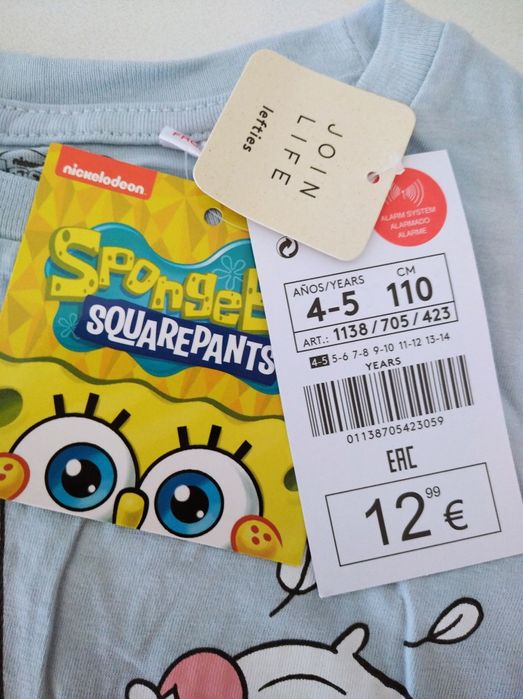 JOIN
LIFE
lefties
nickelodeon
SpongeB
SQUAREPANTS
ALARM SYSTEM
ALARMADO
ALARME
AÑOS/YEARS
CM
4-5
110
ART.: 1138/705/423
4-5 5-6 7-8 9-10 11-12 13-14
YEARS
01138705423059
EAC
12 99 €